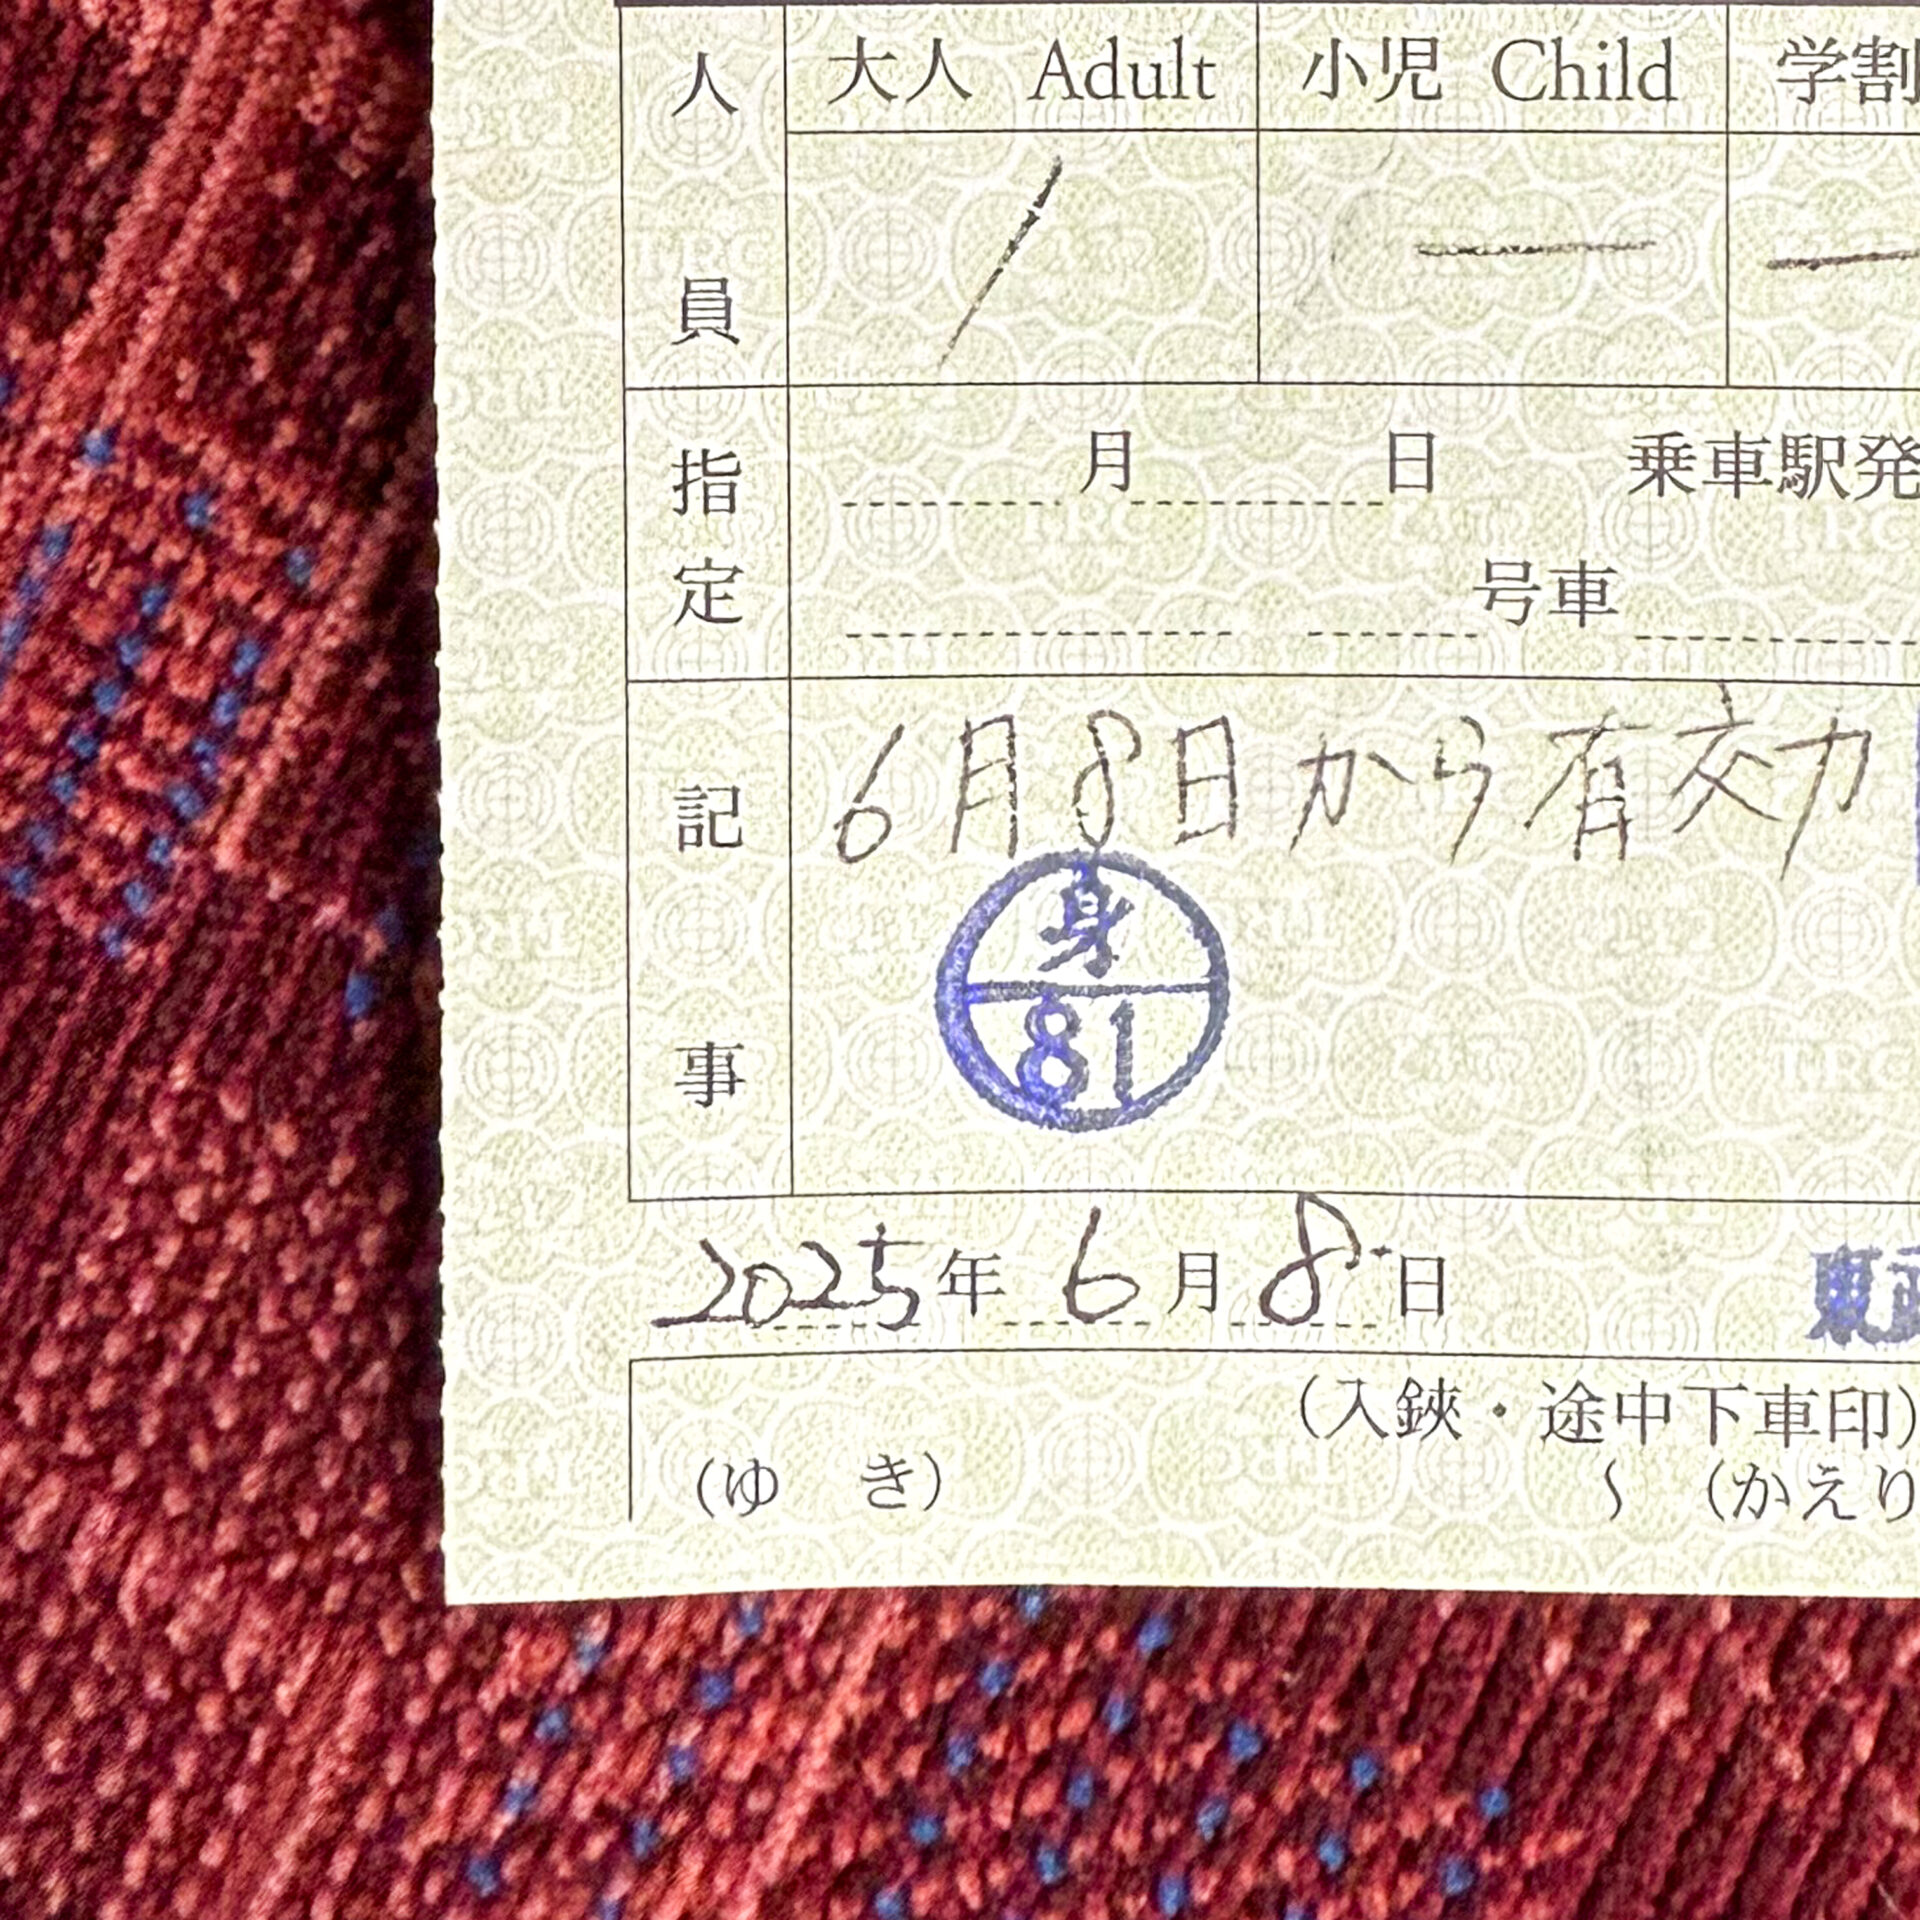 人員 大人 Adult 小児 Child 学割
/ — —
指定 月 日 乗車駅発
号車
記事 6月8日から有効
身
81
2025年 6月 8日 東
(入鋏・途中下車印)
(ゆ き) ～ (かえり